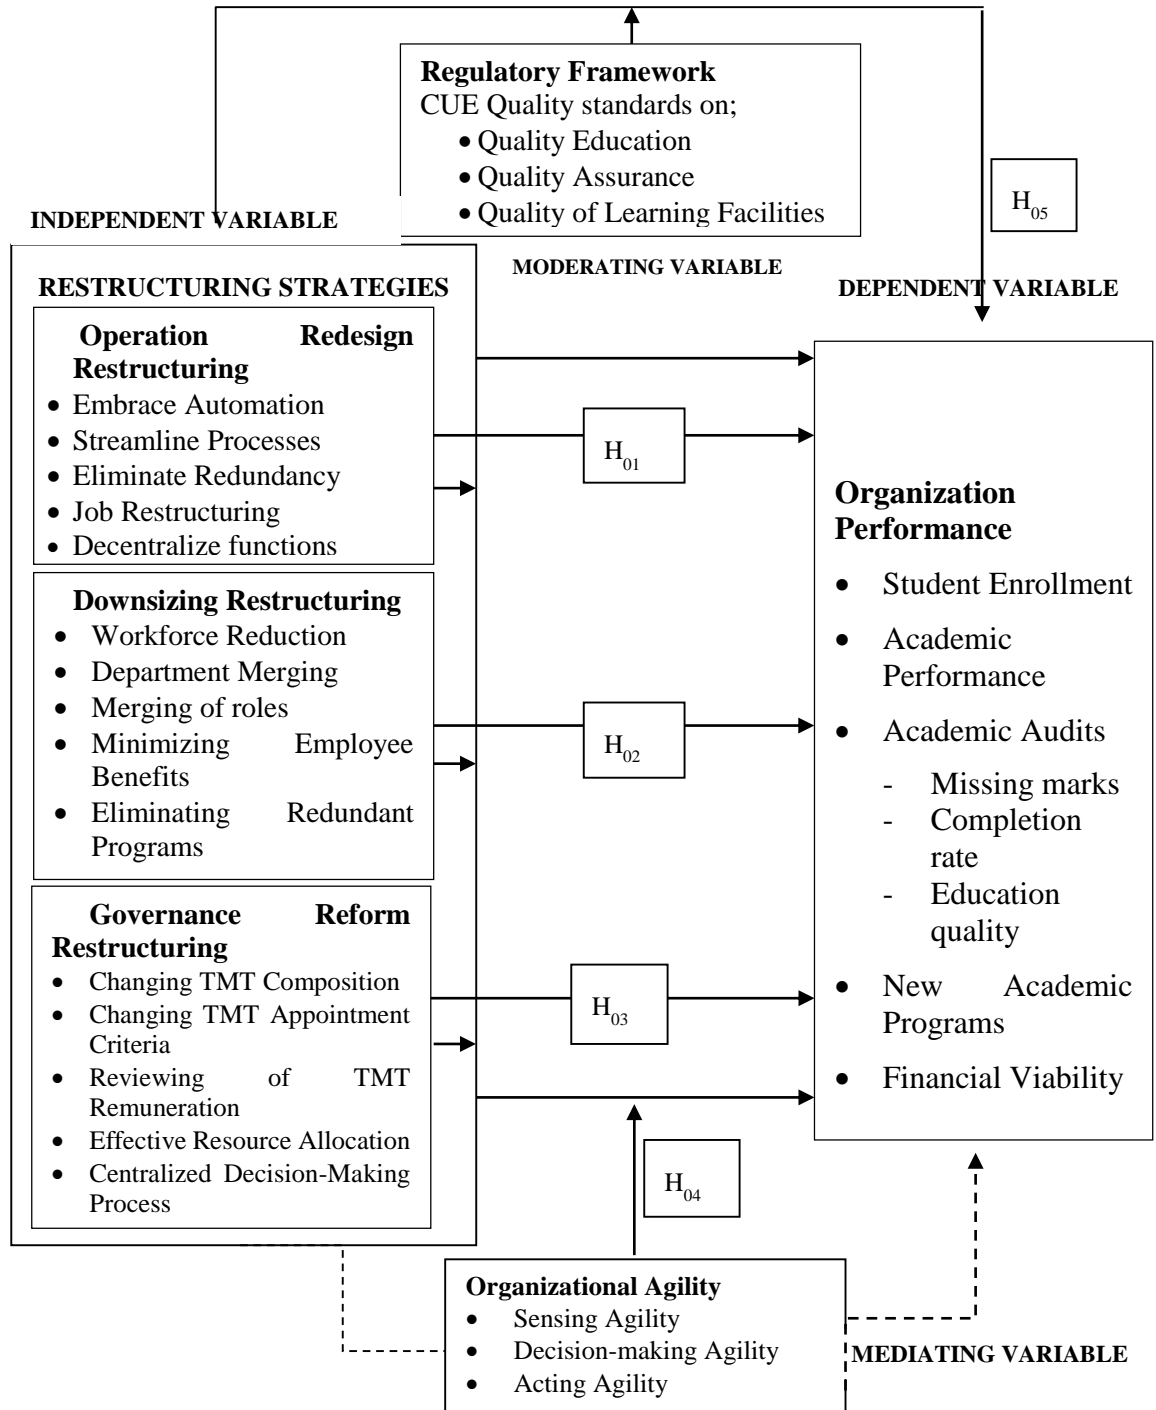 Regulatory Framework
CUE Quality standards on;
• Quality Education
• Quality Assurance
• Quality of Learning Facilities
H05
INDEPENDENT VARIABLE
MODERATING VARIABLE
DEPENDENT VARIABLE
RESTRUCTURING STRATEGIES
Operation Redesign
Restructuring
• Embrace Automation
• Streamline Processes
• Eliminate Redundancy
• Job Restructuring
• Decentralize functions
H01
Downsizing Restructuring
• Workforce Reduction
• Department Merging
• Merging of roles
• Minimizing Employee
Benefits
• Eliminating Redundant
Programs
H02
Governance Reform
Restructuring
• Changing TMT Composition
• Changing TMT Appointment
Criteria
• Reviewing of TMT
Remuneration
• Effective Resource Allocation
• Centralized Decision-Making
Process
H03
Organization
Performance
• Student Enrollment
• Academic
Performance
• Academic Audits
- Missing marks
- Completion
rate
- Education
quality
• New Academic
Programs
• Financial Viability
H04
Organizational Agility
• Sensing Agility
• Decision-making Agility
• Acting Agility
MEDIATING VARIABLE